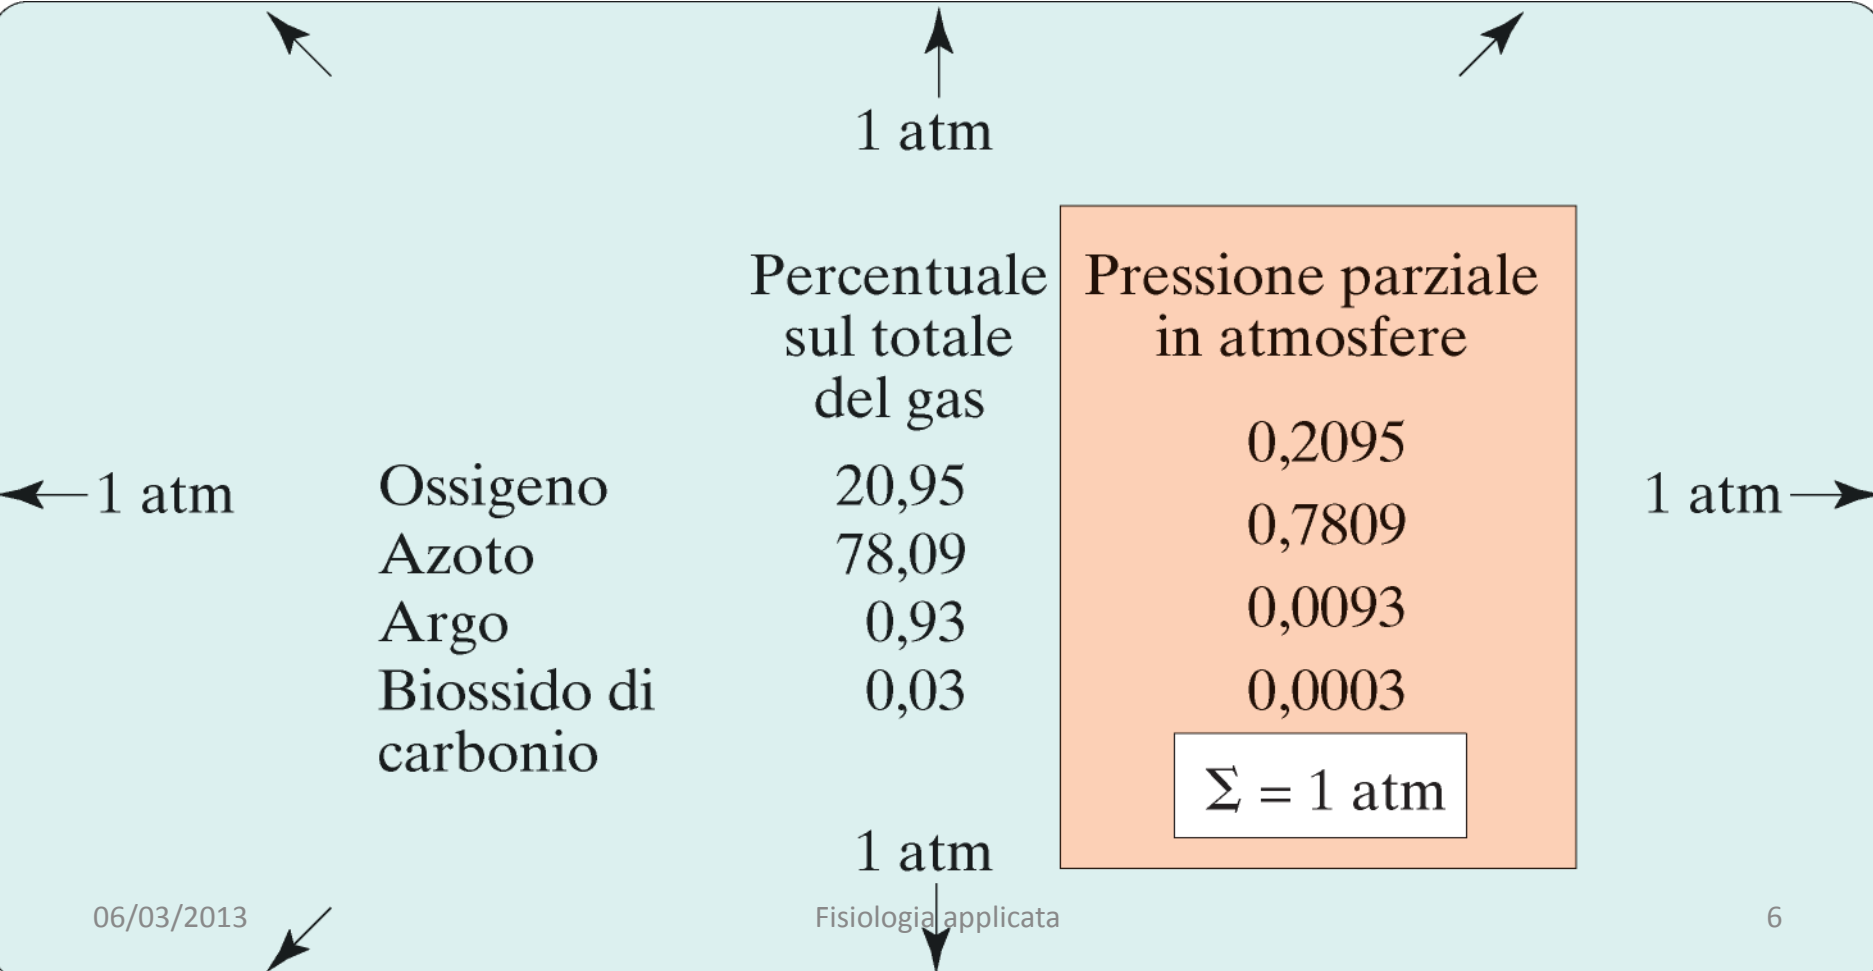 1 atm
Percentuale
sul totale
del gas
Pressione parziale
in atmosfere
1 atm
Ossigeno 20,95 0,2095
Azoto 78,09 0,7809
Argo 0,93 0,0093
Biossido di 0,03 0,0003
carbonio
Σ = 1 atm
1 atm
1 atm
06/03/2013 Fisiologia applicata 6